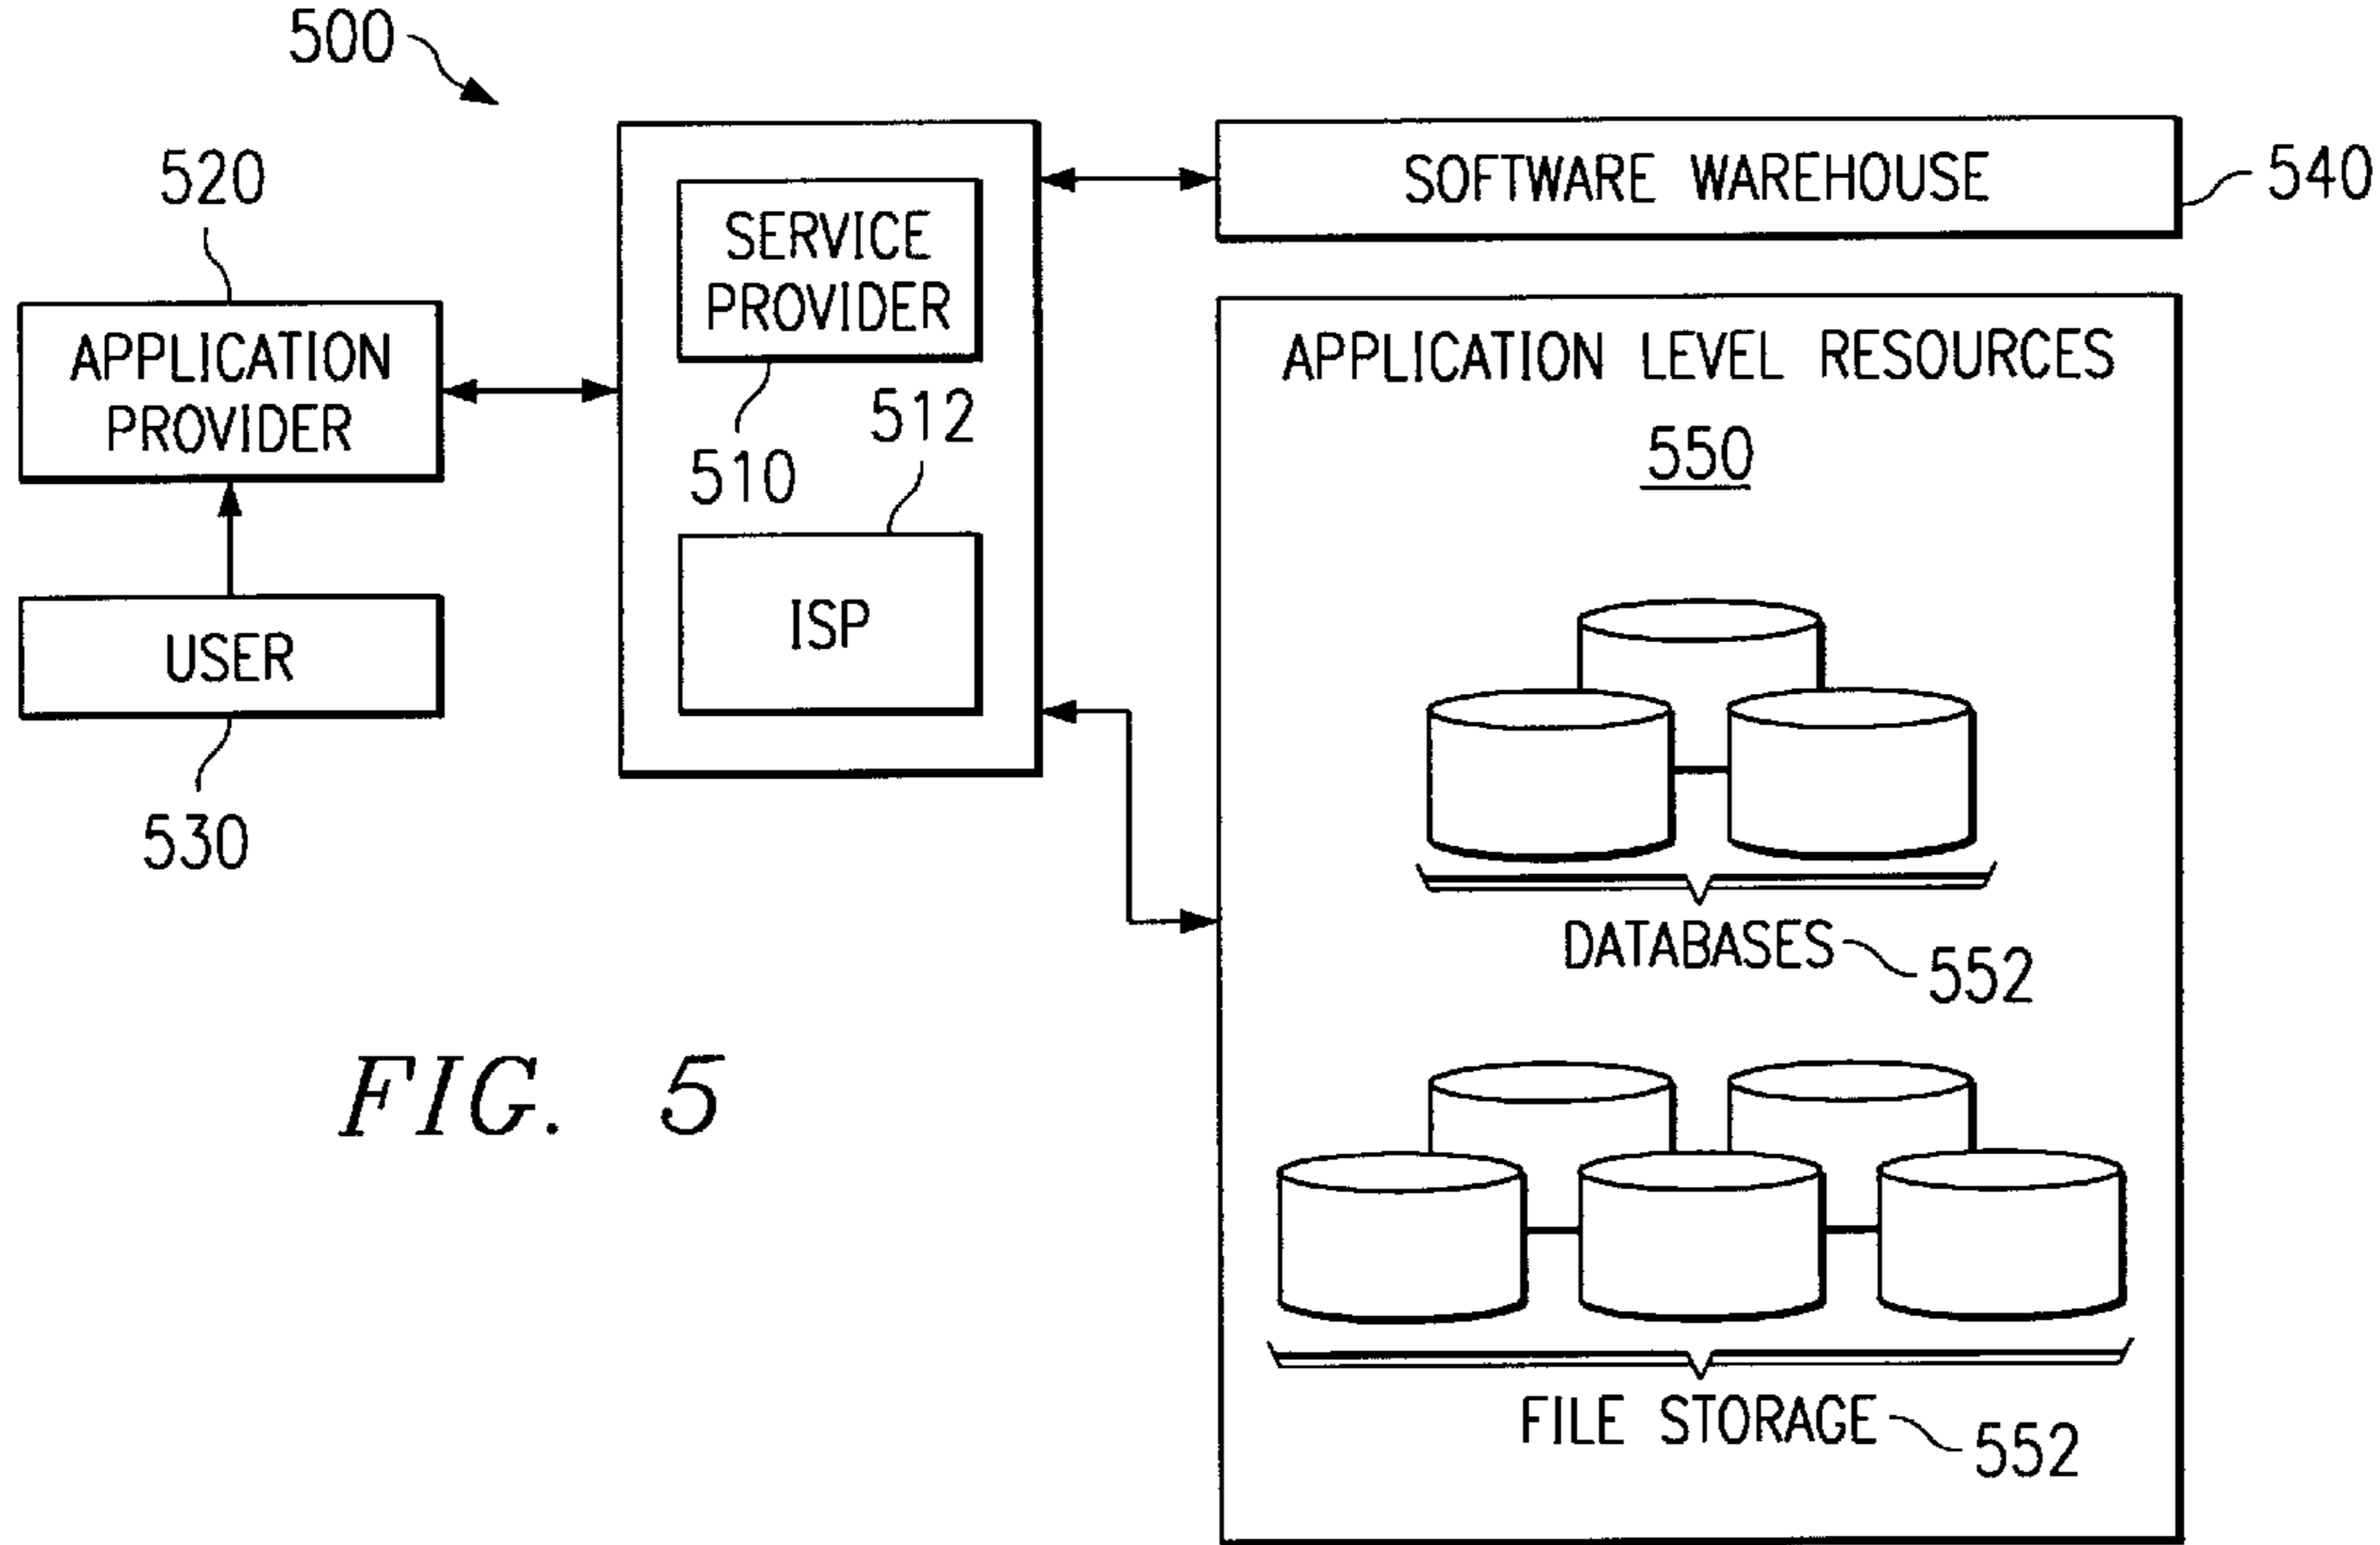 500
520
APPLICATION
PROVIDER
USER
530
SERVICE
PROVIDER
510
512
ISP
SOFTWARE WAREHOUSE
540
APPLICATION LEVEL RESOURCES
550
DATABASES
552
FILE STORAGE
552
FIG. 5